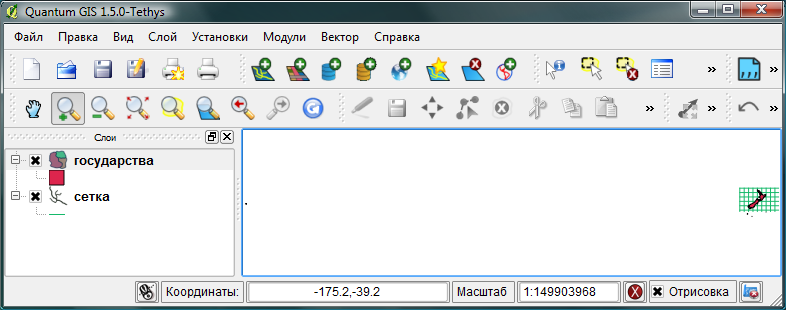 Quantum GIS 1.5.0-Tethys
Файл Правка Вид Слой Установки Модули Вектор Справка
Слои
государства
сетка
Координаты: -175.2,-39.2 Масштаб 1:149903968 Отрисовка